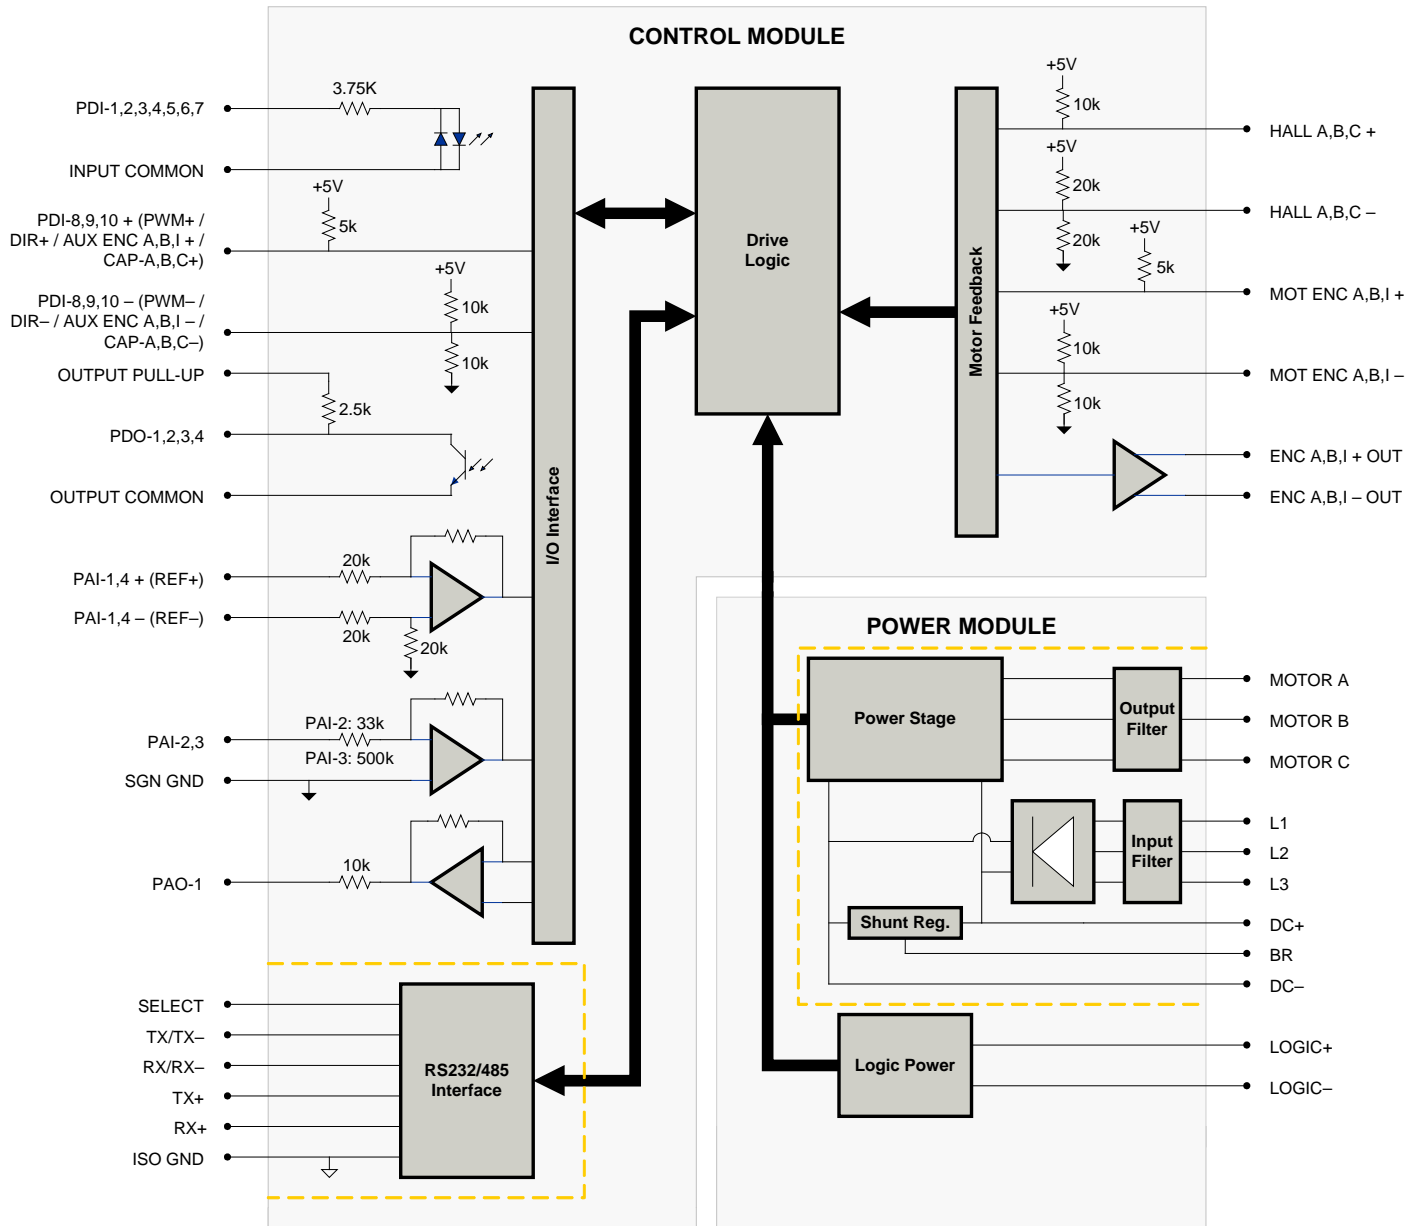 CONTROL MODULE
PDI-1,2,3,4,5,6,7
3.75K
INPUT COMMON
+5V
5k
PDI-8,9,10 + (PWM+ /
DIR+ / AUX ENC A,B,I + /
CAP-A,B,C+)
+5V
10k
10k
PDI-8,9,10 – (PWM– /
DIR– / AUX ENC A,B,I – /
CAP-A,B,C–)
OUTPUT PULL-UP
2.5k
PDO-1,2,3,4
OUTPUT COMMON
PAI-1,4 + (REF+)
20k
PAI-1,4 – (REF–)
20k
20k
PAI-2: 33k
PAI-2,3
PAI-3: 500k
SGN GND
10k
PAO-1
I/O Interface
Drive
Logic
Motor Feedback
+5V
10k
HALL A,B,C +
+5V
20k
HALL A,B,C –
20k
+5V
5k
MOT ENC A,B,I +
+5V
10k
MOT ENC A,B,I –
10k
ENC A,B,I + OUT
ENC A,B,I – OUT
SELECT
TX/TX–
RX/RX–
TX+
RX+
ISO GND
RS232/485
Interface
POWER MODULE
Power Stage
Output
Filter
MOTOR A
MOTOR B
MOTOR C
Input
Filter
L1
L2
L3
Shunt Reg.
DC+
BR
DC–
Logic Power
LOGIC+
LOGIC–